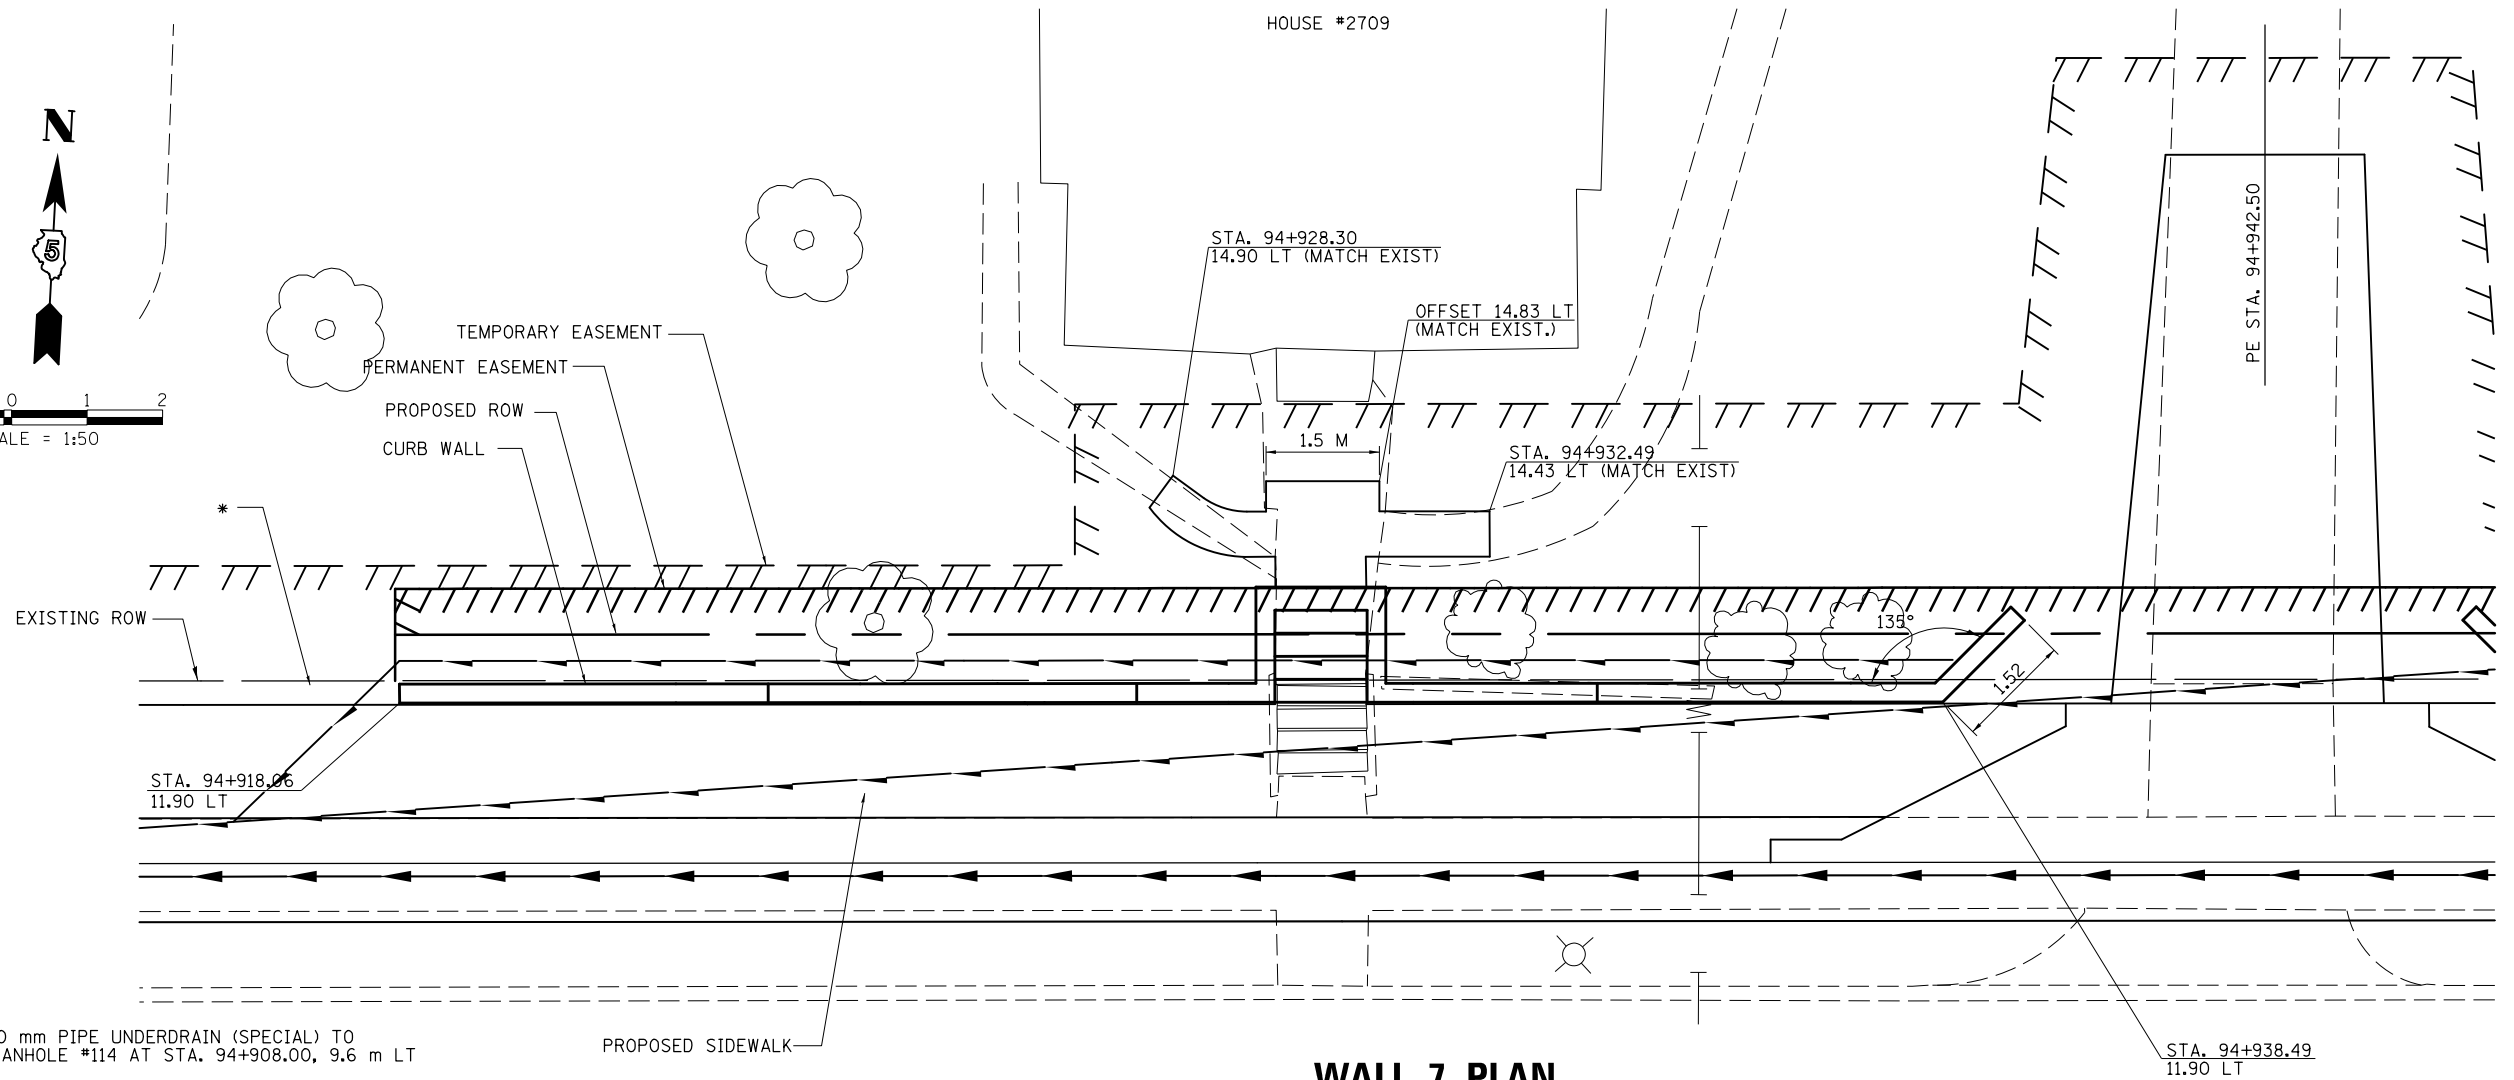 HOUSE #2709
N
5
0 1 2
SCALE = 1:50
PE STA. 94+942.50
STA. 94+928.30
14.90 LT (MATCH EXIST)
OFFSET 14.83 LT
(MATCH EXIST.)
TEMPORARY EASEMENT
PERMANENT EASEMENT
PROPOSED ROW
CURB WALL
1.5 M
STA. 94+932.49
14.43 LT (MATCH EXIST)
*
EXISTING ROW
135°
1.52
STA. 94+918.06
11.90 LT
0 mm PIPE UNDERDRAIN (SPECIAL) TO
ANHOLE #114 AT STA. 94+908.00, 9.6 m LT
PROPOSED SIDEWALK
STA. 94+938.49
11.90 LT
WALL 7 PLAN